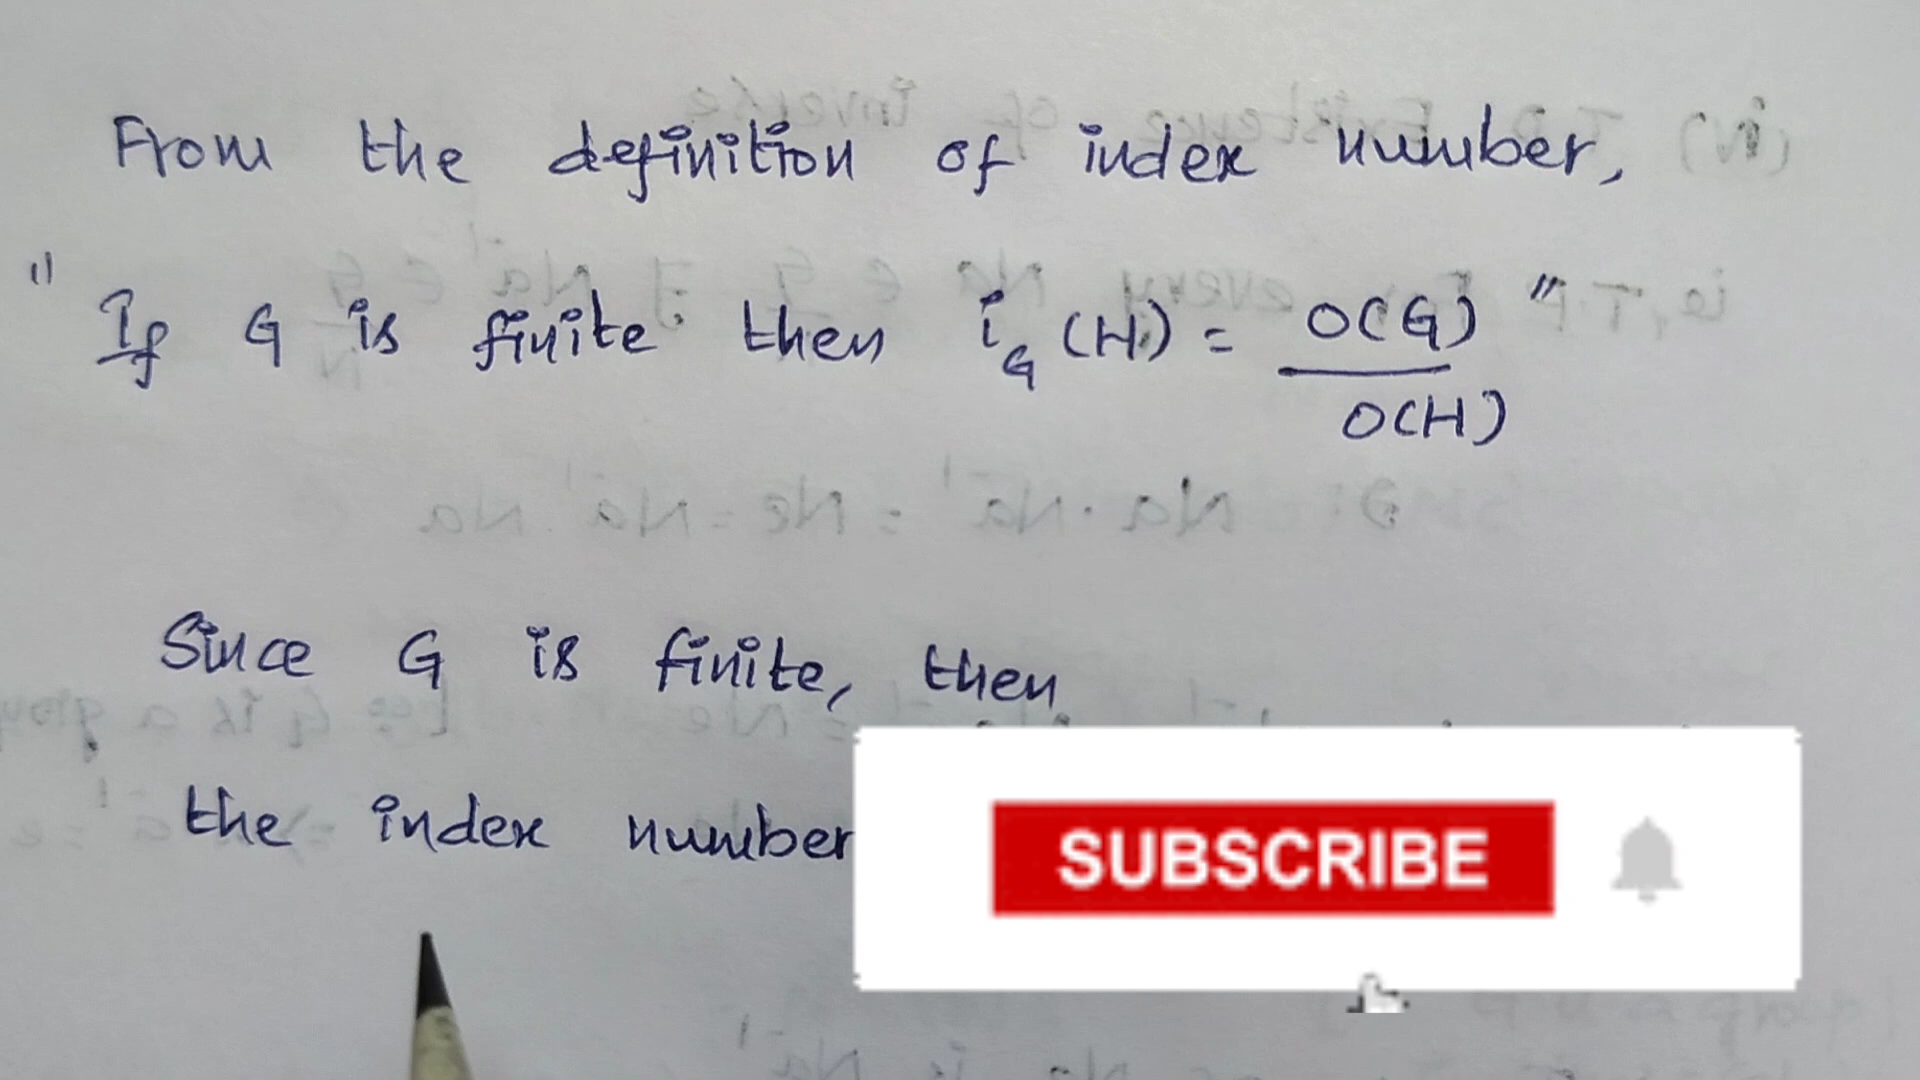 From the definition of index number,
" If G is finite then i_G (H) = O(G) / O(H) "
Since G is finite, then
the index number
SUBSCRIBE